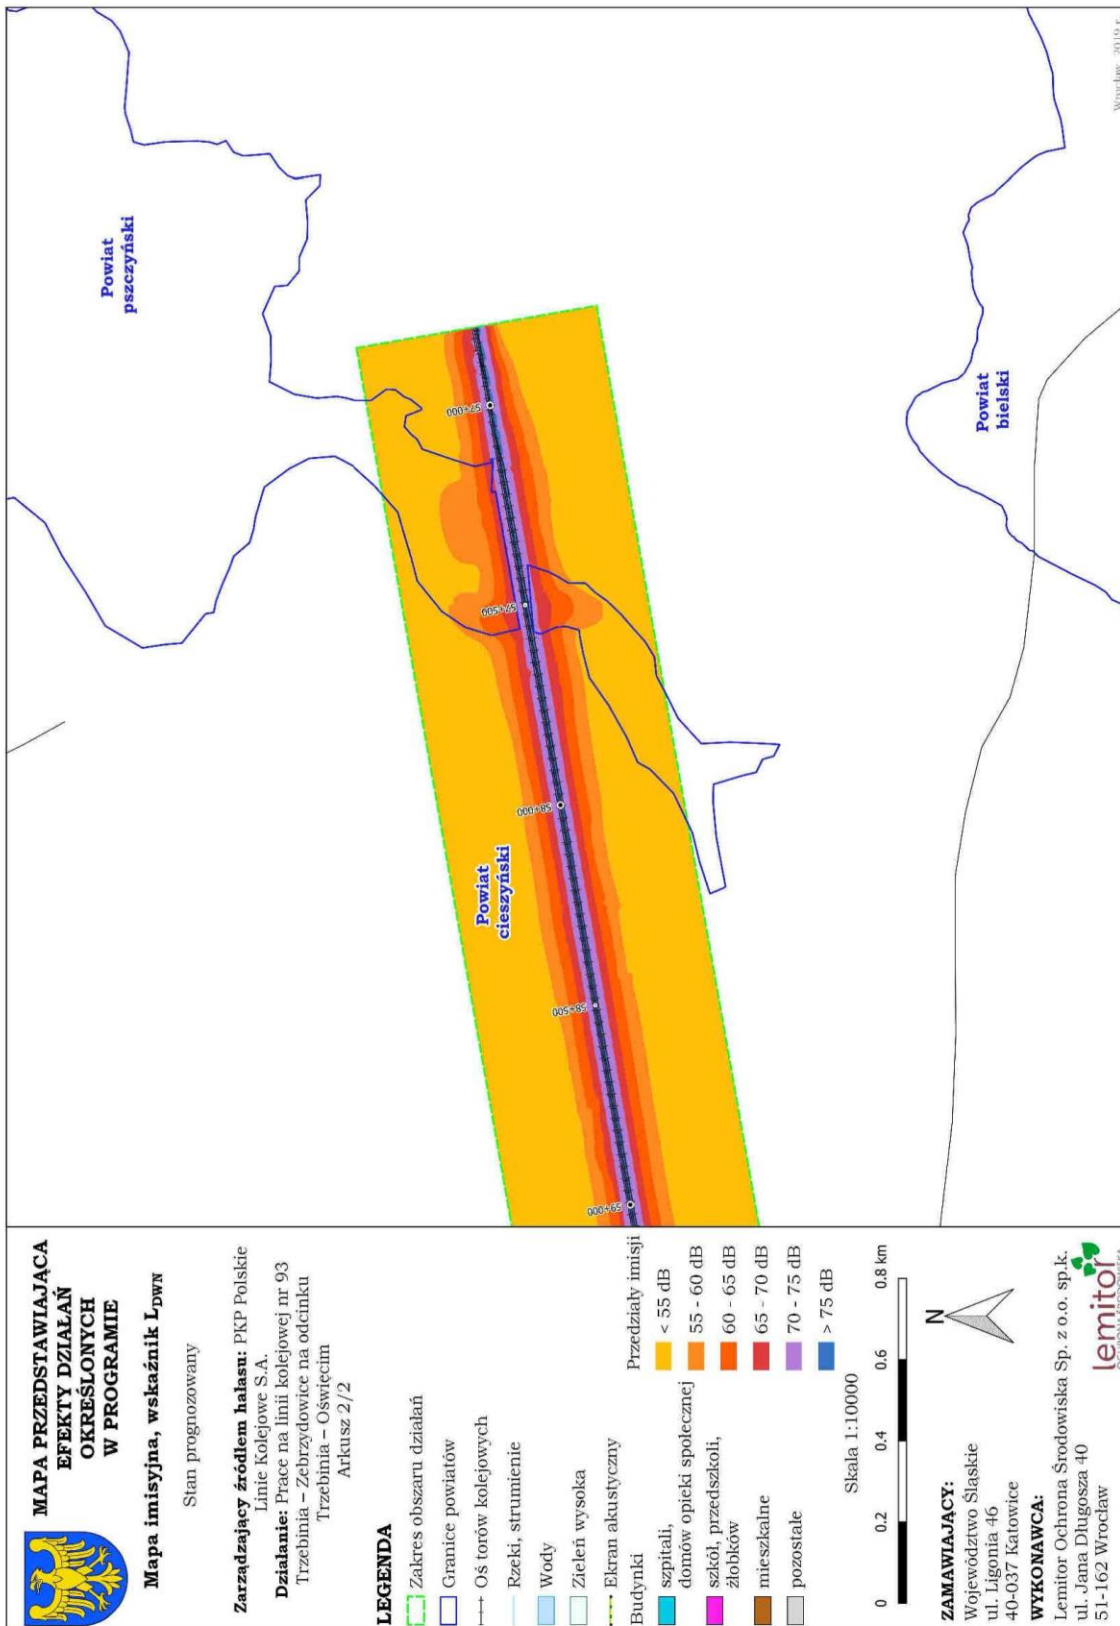 MAPA PRZEDSTAWIAJĄCA
EFEKTY DZIAŁAŃ
OKREŚLONYCH
W PROGRAMIE
Mapa imisyjna, wskaźnik LDWN
Stan prognozowany
Zarządzający źródłem hałasu: PKP Polskie
Linie Kolejowe S.A.
Działanie: Prace na linii kolejowej nr 93
Trzebinia – Zebrzydowice na odcinku
Trzebinia – Oświęcim
Arkusz 2/2
LEGENDA
Zakres obszaru działań
Granice powiatów
Oś torów kolejowych
Rzeki, strumienie
Wody
Zieleń wysoka
Ekran akustyczny
Budynki
szpitali,
domów opieki społecznej
szkół, przedszkoli,
żłobków
mieszkalne
pozostałe
Przedziały imisji
< 55 dB
55 - 60 dB
60 - 65 dB
65 - 70 dB
70 - 75 dB
> 75 dB
Skala 1:10000
0 0.2 0.4 0.6 0.8 km
N
ZAMAWIAJĄCY:
Województwo Śląskie
ul. Ligonia 46
40-037 Katowice
WYKONAWCA:
Lemitor Ochrona Środowiska Sp. z o.o. sp.k.
ul. Jana Długosza 40
51-162 Wrocław
lemitor
OCHRONA ŚRODOWISKA
Powiat
pszczyński
Powiat
cieszyński
Powiat
bielski
57+000
57+500
58+000
58+500
59+000
Wrocław, 2019 r.